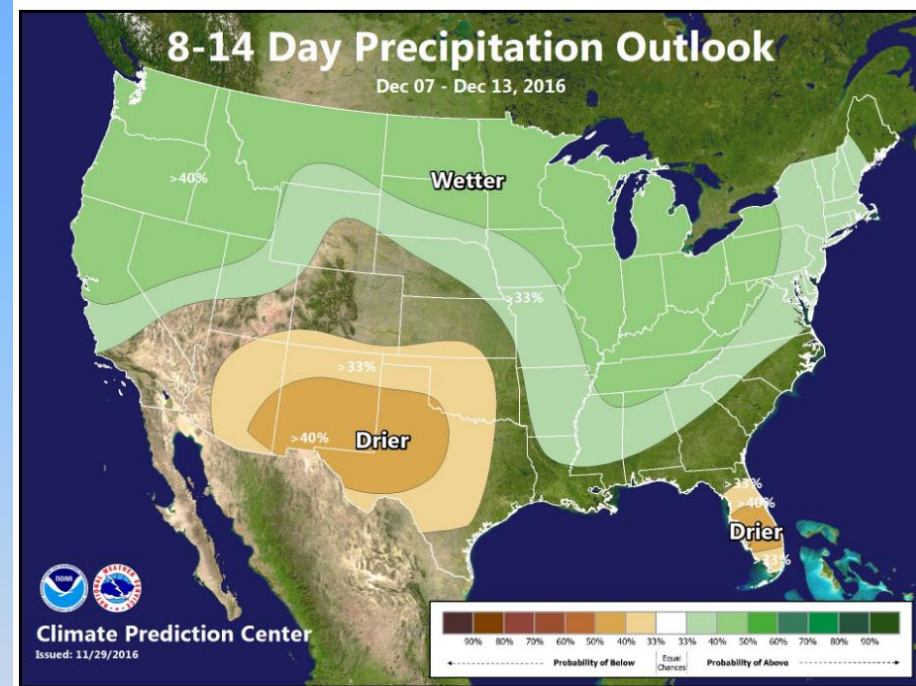 8-14 Day Precipitation Outlook
Dec 07 - Dec 13, 2016
>40%
Wetter
>33%
>33%
>40%
Drier
>33%
>40%
Drier
>33%
Climate Prediction Center
Issued: 11/29/2016
90% 80% 70% 60% 50% 40% 33% 33% 40% 50% 60% 70% 80% 90%
Probability of Below Equal Chances Probability of Above